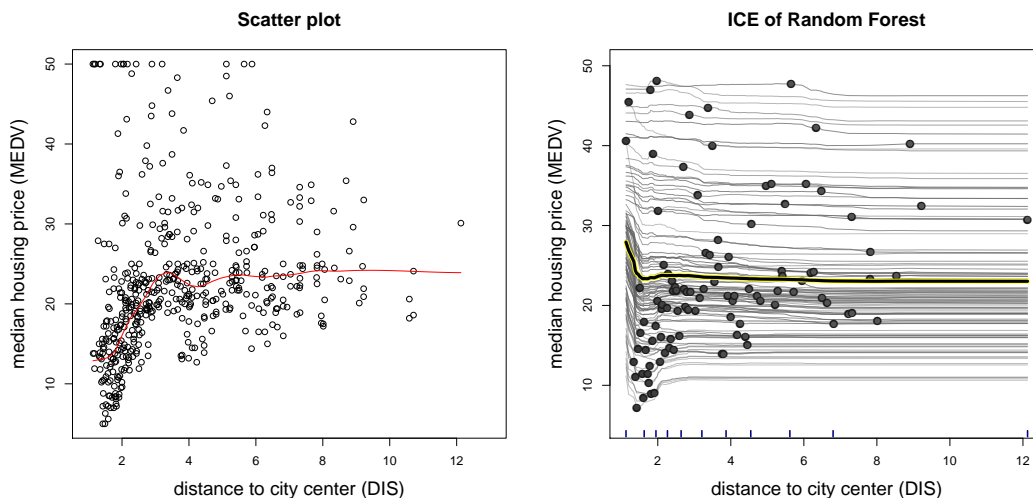 Scatter plot
median housing price (MEDV)
50
40
30
20
10
2 4 6 8 10 12
distance to city center (DIS)
ICE of Random Forest
median housing price (MEDV)
50
40
30
20
10
2 4 6 8 10 12
distance to city center (DIS)